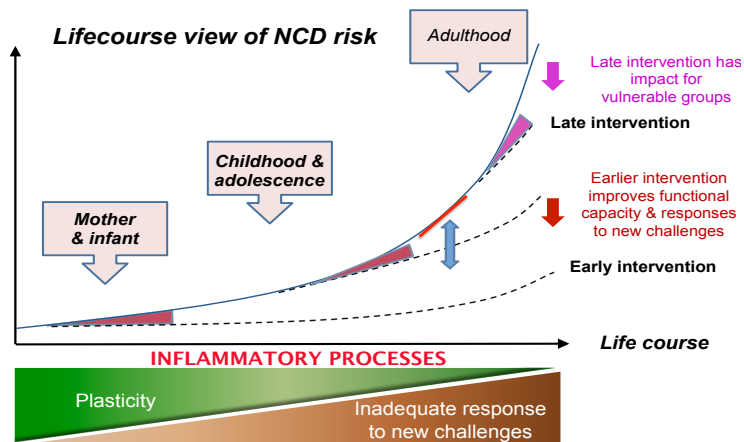 Lifecourse view of NCD risk
Adulthood
Late intervention has
impact for
vulnerable groups
Late intervention
Childhood &
adolescence
Earlier intervention
improves functional
capacity & responses
to new challenges
Mother
& infant
Early intervention
Life course
INFLAMMATORY PROCESSES
Plasticity
Inadequate response
to new challenges